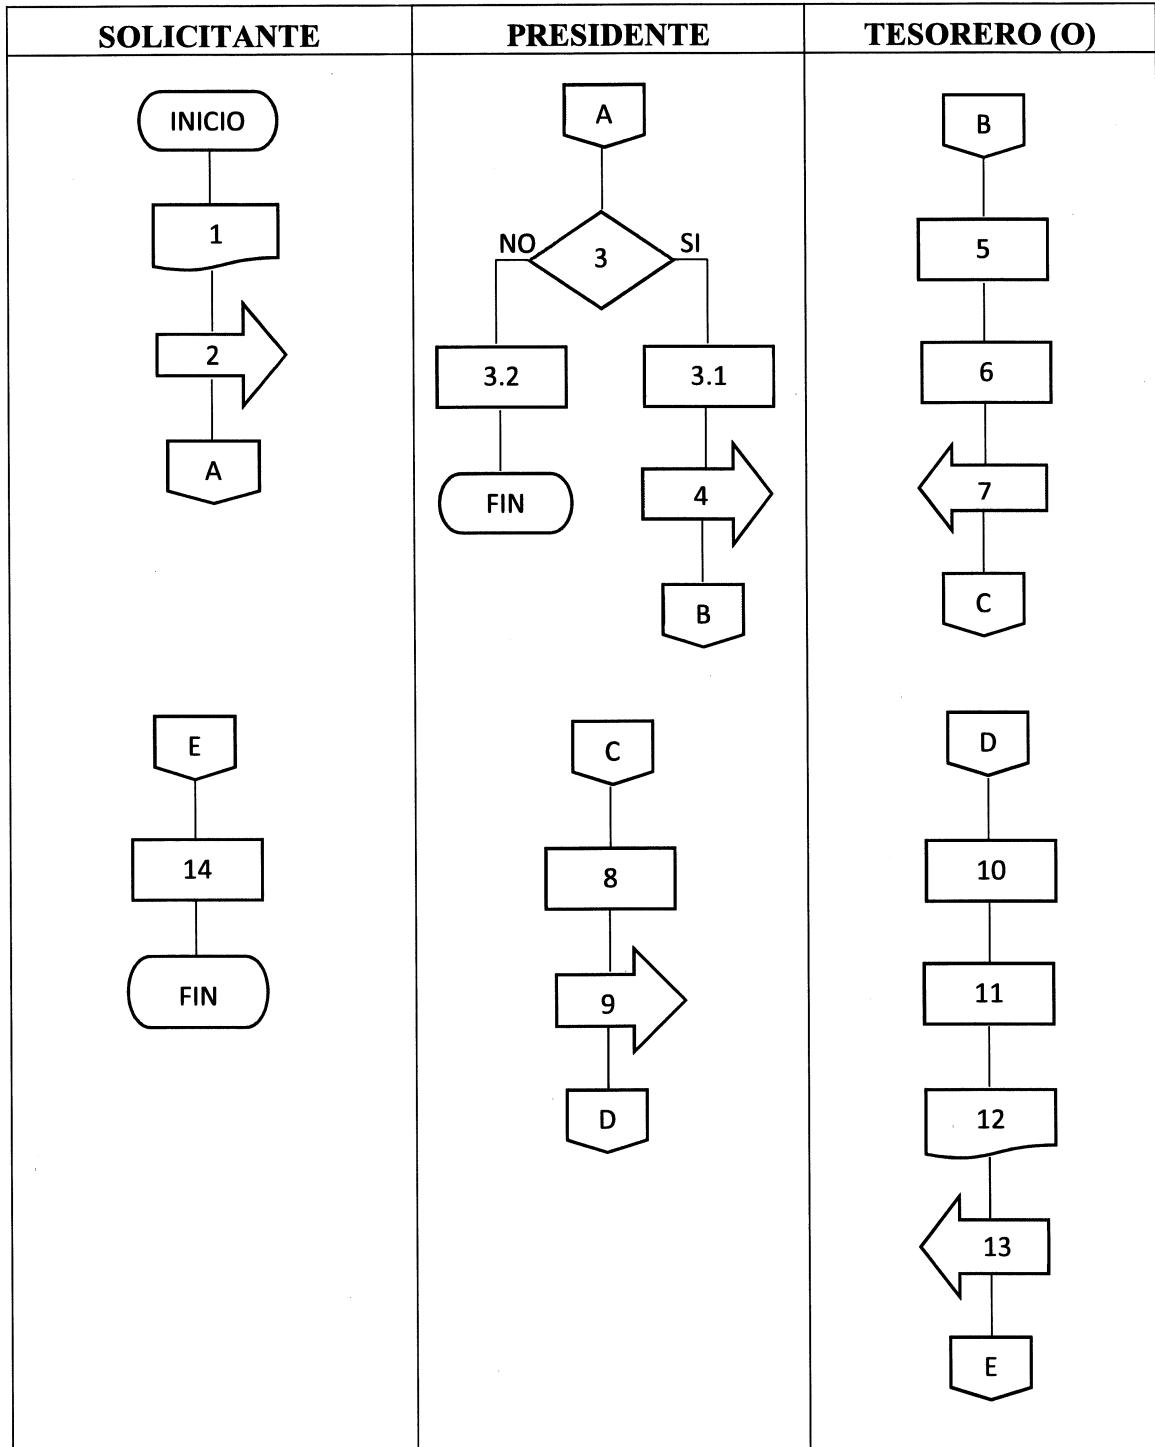 SOLICITANTE
PRESIDENTE
TESORERO (O)
INICIO
1
2
A
A
3
NO
SI
3.2
3.1
FIN
4
B
B
5
6
7
C
E
14
FIN
C
8
9
D
D
10
11
12
13
E